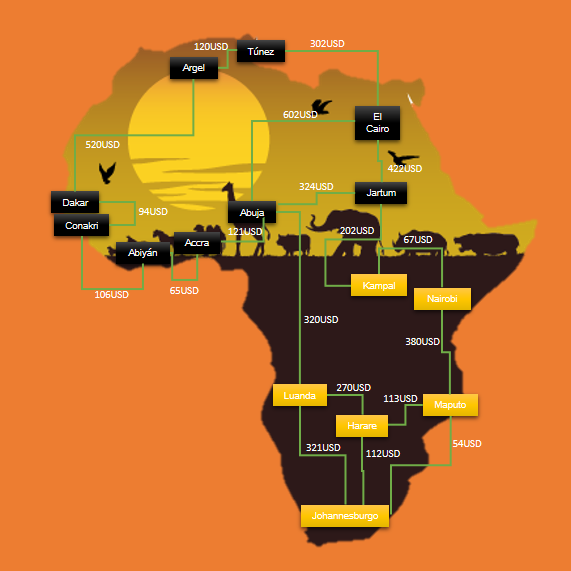 Túnez
120USD
302USD
Argel
602USD
El
Cairo
520USD
422USD
324USD
Jartum
Dakar
94USD
Abuja
Conakri
121USD
202USD
Accra
67USD
Abiyán
Kampal
65USD
106USD
Nairobi
320USD
380USD
270USD
Luanda
113USD
Maputo
Harare
54USD
321USD
112USD
Johannesburgo